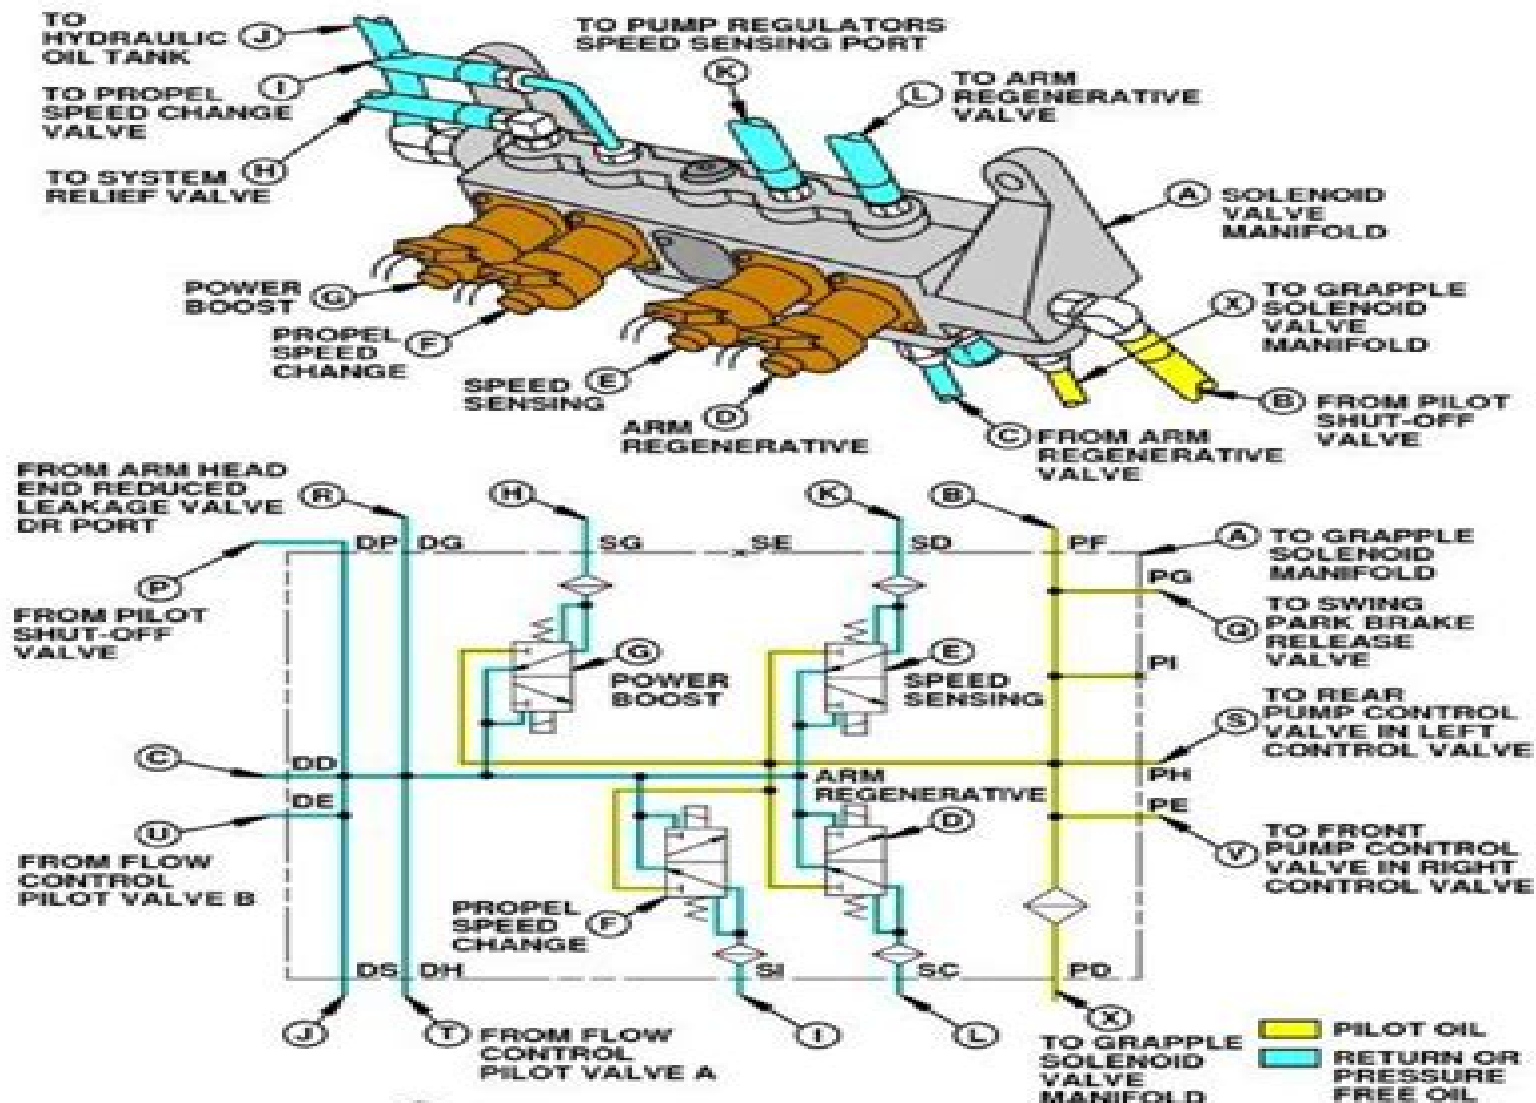 TO
HYDRAULIC
OIL TANK
J
I
TO PROPEL
SPEED CHANGE
VALVE
TO SYSTEM
RELIEF VALVE
H
TO PUMP REGULATORS
SPEED SENSING PORT
K
L
TO ARM
REGENERATIVE
VALVE
A
SOLENOID
VALVE
MANIFOLD
POWER
BOOST
G
PROPEL
SPEED
CHANGE
F
SPEED
SENSING
E
ARM
REGENERATIVE
D
X
TO GRAPPLE
SOLENOID
VALVE
MANIFOLD
B
FROM PILOT
SHUT-OFF
VALVE
C
FROM ARM
REGENERATIVE
VALVE
FROM ARM HEAD
END REDUCED
LEAKAGE VALVE
DR PORT
R
H
K
B
DP
DG
SG
SE
SD
PF
A
TO GRAPPLE
SOLENOID
MANIFOLD
P
FROM PILOT
SHUT-OFF
VALVE
PG
Q
TO SWING
PARK BRAKE
RELEASE
VALVE
G
POWER
BOOST
E
SPEED
SENSING
PI
S
TO REAR
PUMP CONTROL
VALVE IN LEFT
CONTROL VALVE
C
DD
DE
ARM
REGENERATIVE
PH
PE
U
FROM FLOW
CONTROL
PILOT VALVE B
D
V
TO FRONT
PUMP CONTROL
VALVE IN RIGHT
CONTROL VALVE
PROPEL
SPEED
CHANGE
F
DS
DH
SI
SC
PD
J
T
FROM FLOW
CONTROL
PILOT VALVE A
I
L
X
TO GRAPPLE
SOLENOID
VALVE
MANIFOLD
PILOT OIL
RETURN OR
PRESSURE
FREE OIL